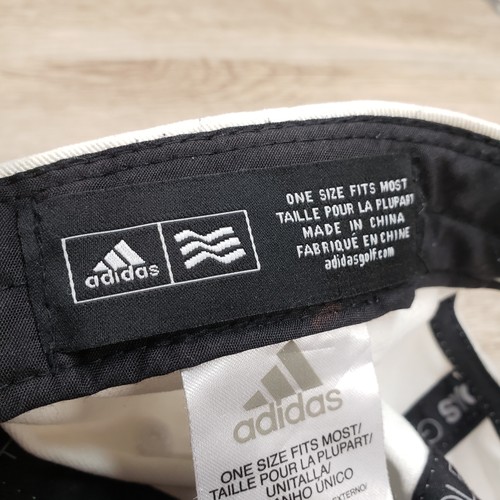 adidas
ONE SIZE FITS MOST
TAILLE POUR LA PLUPART
MADE IN CHINA
FABRIQUÉ EN CHINE
adidasgolf.com
adidas
ONE SIZE FITS MOST/
TAILLE POUR LA PLUPART/
UNITALLA/
ÚNICO